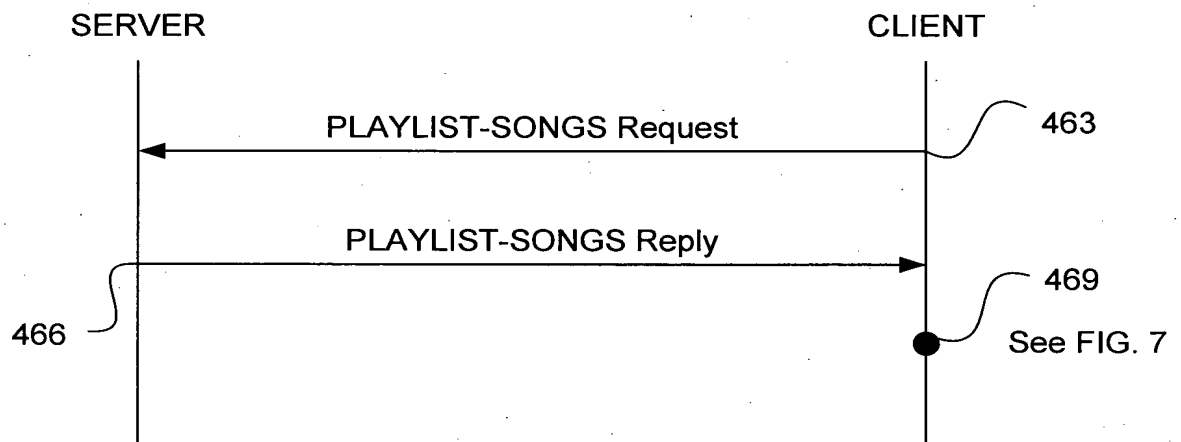 SERVER
CLIENT
PLAYLIST-SONGS Request
463
PLAYLIST-SONGS Reply
469
466
See FIG. 7